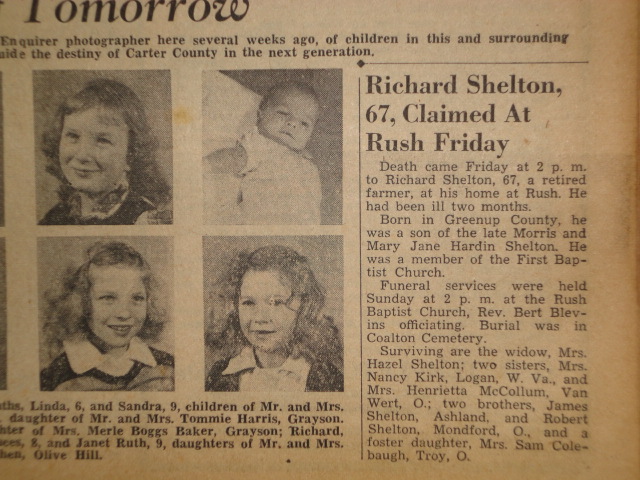 Tomorrow
Enquirer photographer here several weeks ago, of children in this and surrounding
uide the destiny of Carter County in the next generation.
Richard Shelton,
67, Claimed At
Rush Friday
Death came Friday at 2 p. m.
to Richard Shelton, 67, a retired
farmer, at his home at Rush. He
had been ill two months.
Born in Greenup County, he
was a son of the late Morris and
Mary Jane Hardin Shelton. He
was a member of the First Bap-
tist Church.
Funeral services were held
Sunday at 2 p. m. at the Rush
Baptist Church, Rev. Bert Blev-
ins officiating. Burial was in
Coalton Cemetery.
Surviving are the widow, Mrs.
Hazel Shelton; two sisters, Mrs.
Nancy Kirk, Logan, W. Va., and
Mrs. Henrietta McCollum, Van
Wert, O.; two brothers, James
Shelton, Ashland, and Robert
Shelton, Mondford, O., and a
foster daughter, Mrs. Sam Cole-
baugh, Troy, O.
ths, Linda, 6, and Sandra, 9, children of Mr. and Mrs.
daughter of Mr. and Mrs. Tommie Harris, Grayson.
hter of Mrs. Merle Boggs Baker, Grayson; Richard,
ees, 8, and Janet Ruth, 9, daughters of Mr. and Mrs.
hen, Olive Hill.